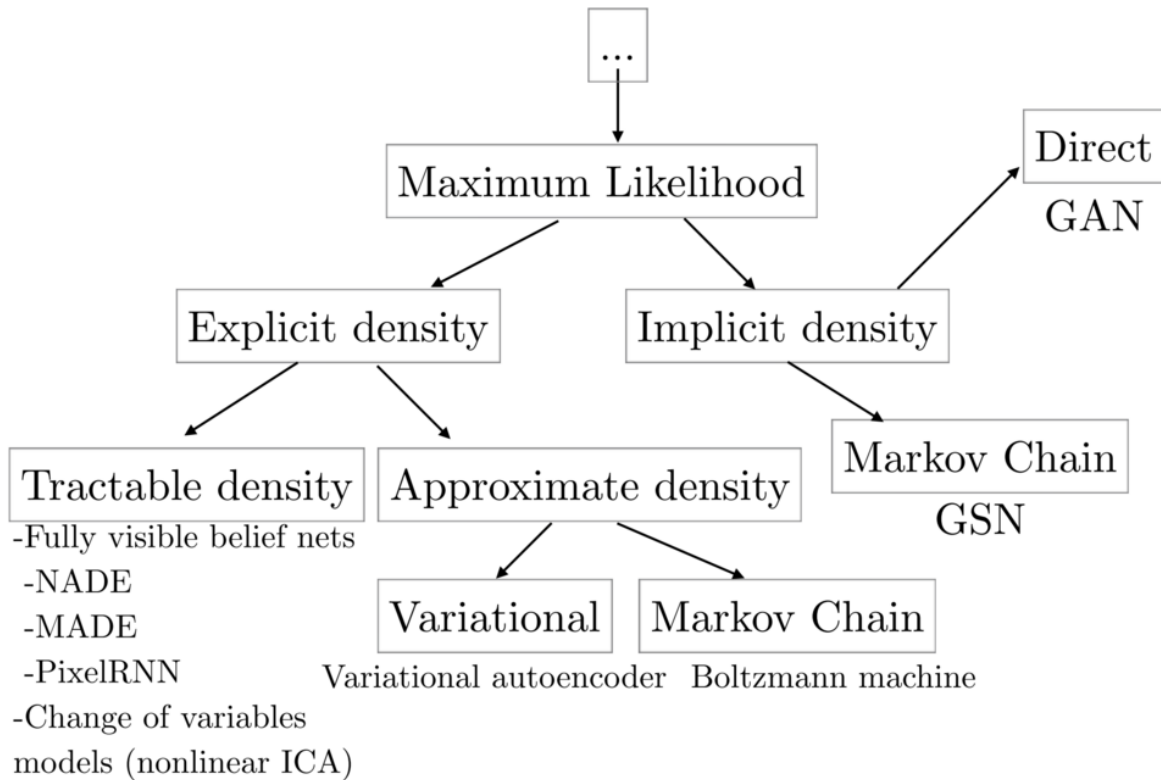 ...
Maximum Likelihood
Direct
GAN
Explicit density
Implicit density
Tractable density
-Fully visible belief nets
-NADE
-MADE
-PixelRNN
-Change of variables
models (nonlinear ICA)
Approximate density
Variational
Variational autoencoder
Markov Chain
Boltzmann machine
Markov Chain
GSN